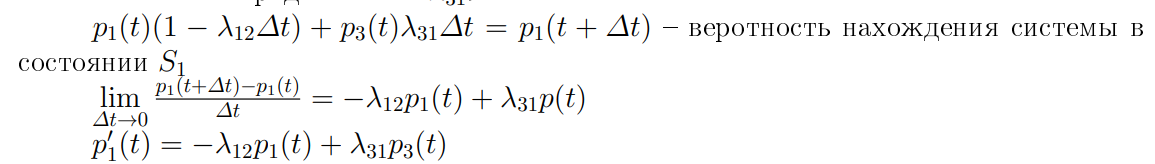 p₁(t)(1 − λ₁₂Δt) + p₃(t)λ₃₁Δt = p₁(t + Δt) – веротность нахождения системы в
состоянии S₁
lim_{Δt→0} (p₁(t+Δt)−p₁(t))/Δt = −λ₁₂p₁(t) + λ₃₁p(t)
p′₁(t) = −λ₁₂p₁(t) + λ₃₁p₃(t)